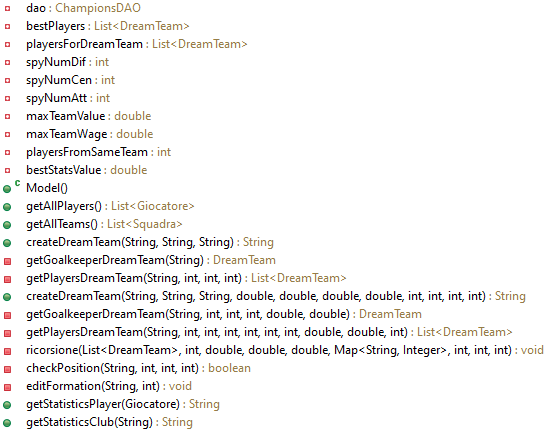 dao : ChampionsDAO
bestPlayers : List<DreamTeam>
playersForDreamTeam : List<DreamTeam>
spyNumDif : int
spyNumCen : int
spyNumAtt : int
maxTeamValue : double
maxTeamWage : double
playersFromSameTeam : int
bestStatsValue : double
C Model()
getAllPlayers() : List<Giocatore>
getAllTeams() : List<Squadra>
createDreamTeam(String, String, String) : String
getGoalkeeperDreamTeam(String) : DreamTeam
getPlayersDreamTeam(String, int, int, int) : List<DreamTeam>
createDreamTeam(String, String, String, double, double, double, double, int, int, int, int) : String
getGoalkeeperDreamTeam(String, int, int, int, double, double) : DreamTeam
getPlayersDreamTeam(String, int, int, int, int, int, int, double, double, int) : List<DreamTeam>
ricorsione(List<DreamTeam>, int, double, double, double, Map<String, Integer>, int, int, int) : void
checkPosition(String, int, int, int) : boolean
editFormation(String, int) : void
getStatisticsPlayer(Giocatore) : String
getStatisticsClub(String) : String